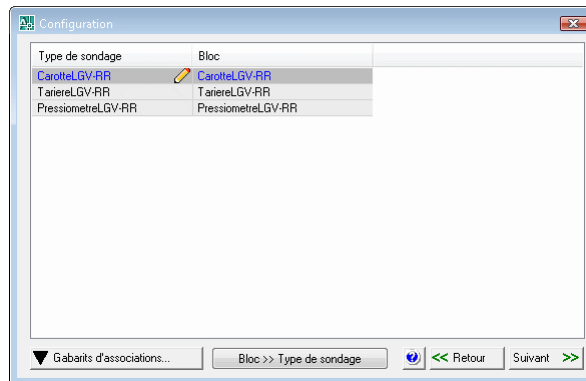 Configuration
Type de sondage Bloc
CarotteLGV-RR CarotteLGV-RR
TariereLGV-RR TariereLGV-RR
PressiometreLGV-RR PressiometreLGV-RR
Gabarits d'associations... Bloc >> Type de sondage << Retour Suivant >>